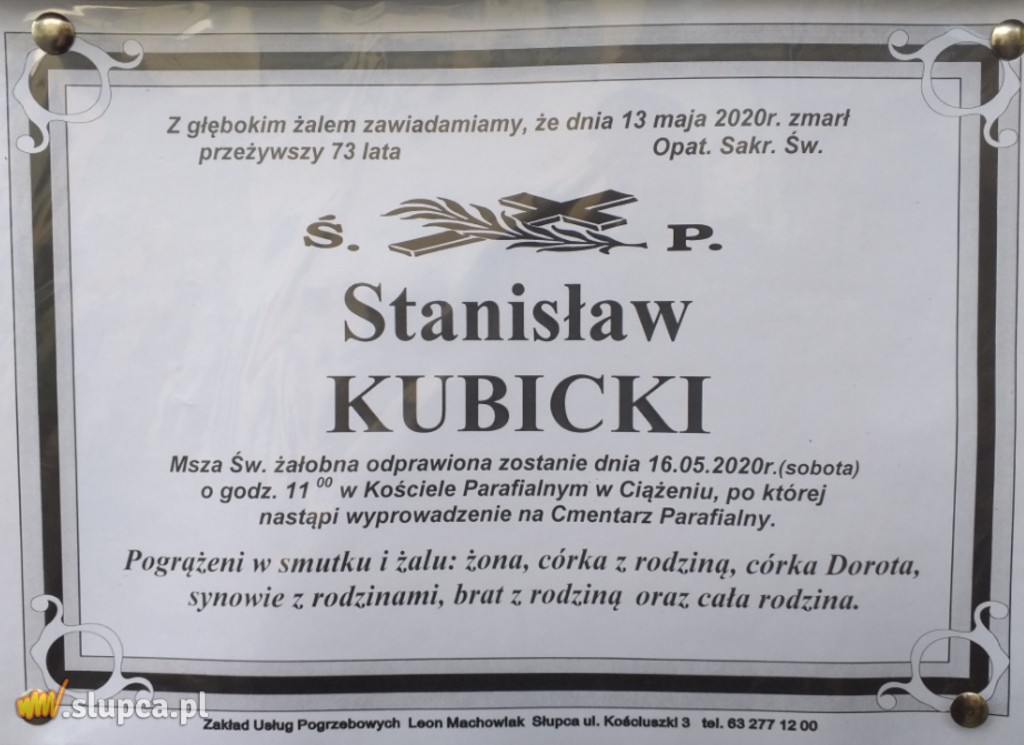 Z głębokim żalem zawiadamiamy, że dnia 13 maja 2020r. zmarł
przeżywszy 73 lata Opat. Sakr. Św.
Ś. P.
Stanisław
KUBICKI
Msza Św. żałobna odprawiona zostanie dnia 16.05.2020r.(sobota)
o godz. 11 00 w Kościele Parafialnym w Ciążeniu, po której
nastąpi wyprowadzenie na Cmentarz Parafialny.
Pogrążeni w smutku i żalu: żona, córka z rodziną, córka Dorota,
synowie z rodzinami, brat z rodziną oraz cała rodzina.
www.slupca.pl
Zakład Usług Pogrzebowych Leon Machowiak Słupca ul. Kościuszki 3 tel. 63 277 12 00